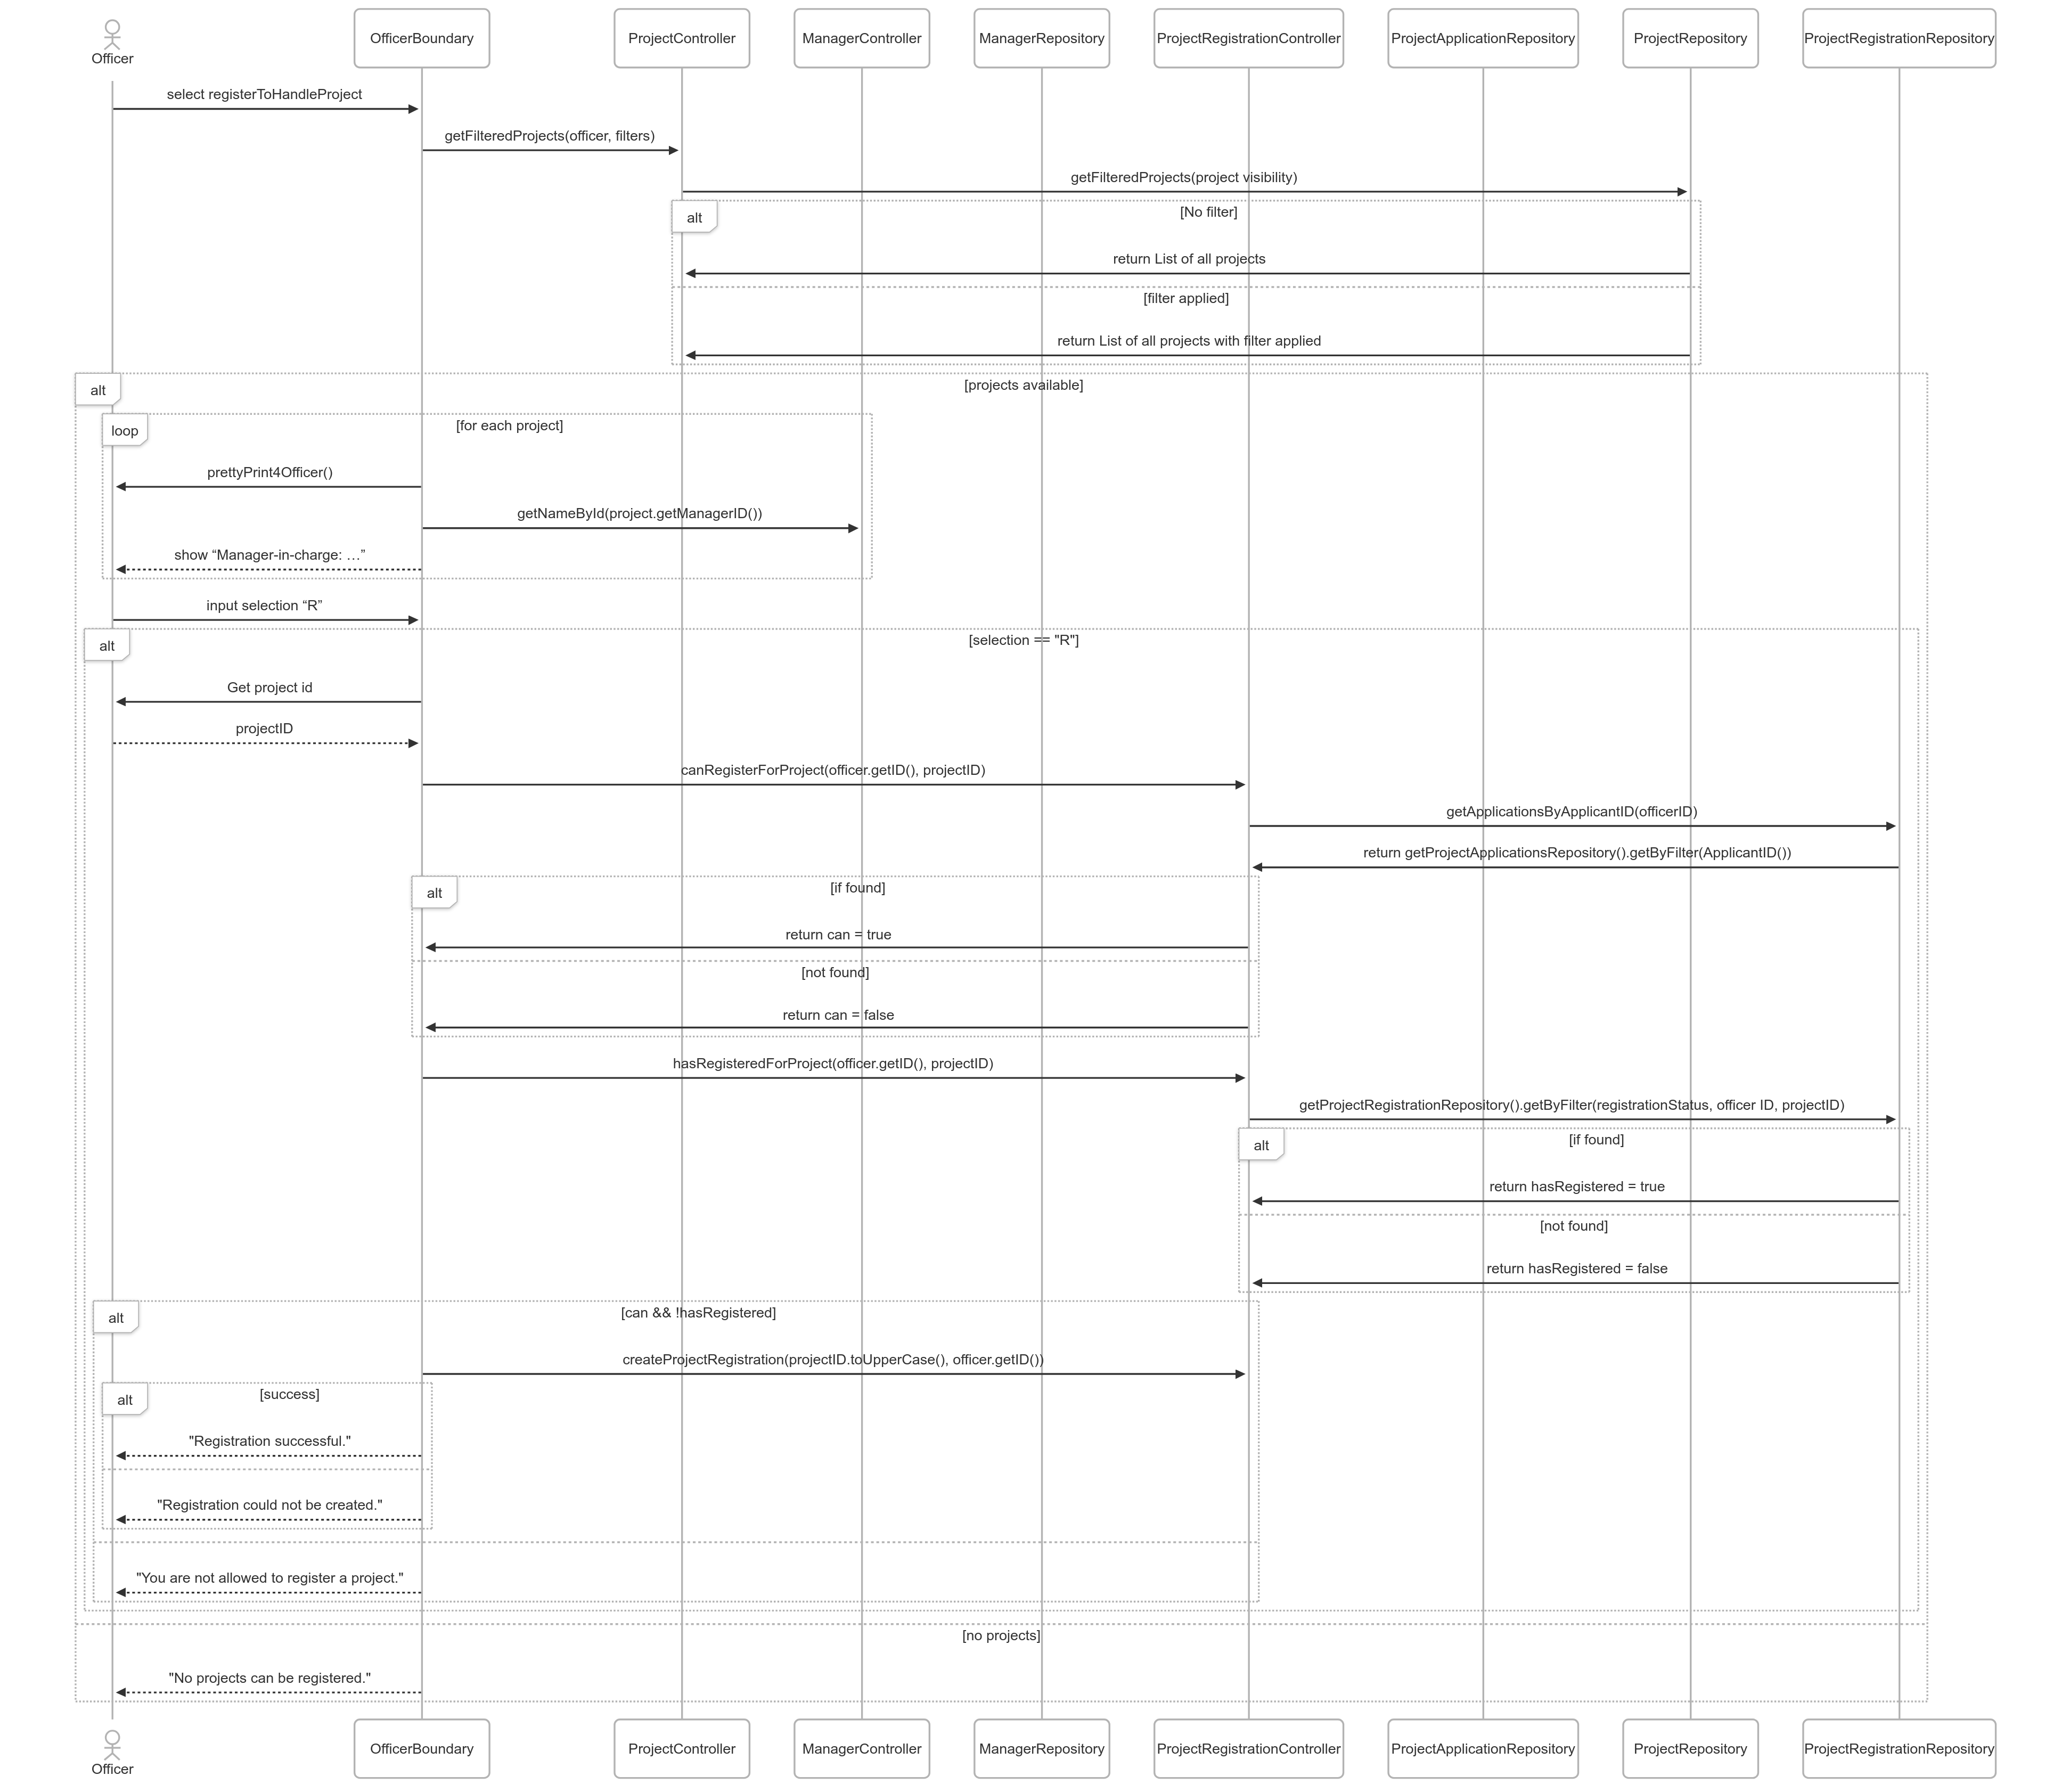 Officer
OfficerBoundary
ProjectController
ManagerController
ManagerRepository
ProjectRegistrationController
ProjectApplicationRepository
ProjectRepository
ProjectRegistrationRepository
select registerToHandleProject
getFilteredProjects(officer, filters)
getFilteredProjects(project visibility)
alt
[No filter]
return List of all projects
[filter applied]
return List of all projects with filter applied
alt
[projects available]
loop
[for each project]
prettyPrint4Officer()
getNameById(project.getManagerID())
show “Manager-in-charge: …”
input selection “R”
alt
[selection == "R"]
Get project id
projectID
canRegisterForProject(officer.getID(), projectID)
getApplicationsByApplicantID(officerID)
return getProjectApplicationsRepository().getByFilter(ApplicantID())
alt
[if found]
return can = true
[not found]
return can = false
hasRegisteredForProject(officer.getID(), projectID)
getProjectRegistrationRepository().getByFilter(registrationStatus, officer ID, projectID)
alt
[if found]
return hasRegistered = true
[not found]
return hasRegistered = false
alt
[can && !hasRegistered]
createProjectRegistration(projectID.toUpperCase(), officer.getID())
alt
[success]
"Registration successful."
"Registration could not be created."
"You are not allowed to register a project."
[no projects]
"No projects can be registered."
Officer
OfficerBoundary
ProjectController
ManagerController
ManagerRepository
ProjectRegistrationController
ProjectApplicationRepository
ProjectRepository
ProjectRegistrationRepository